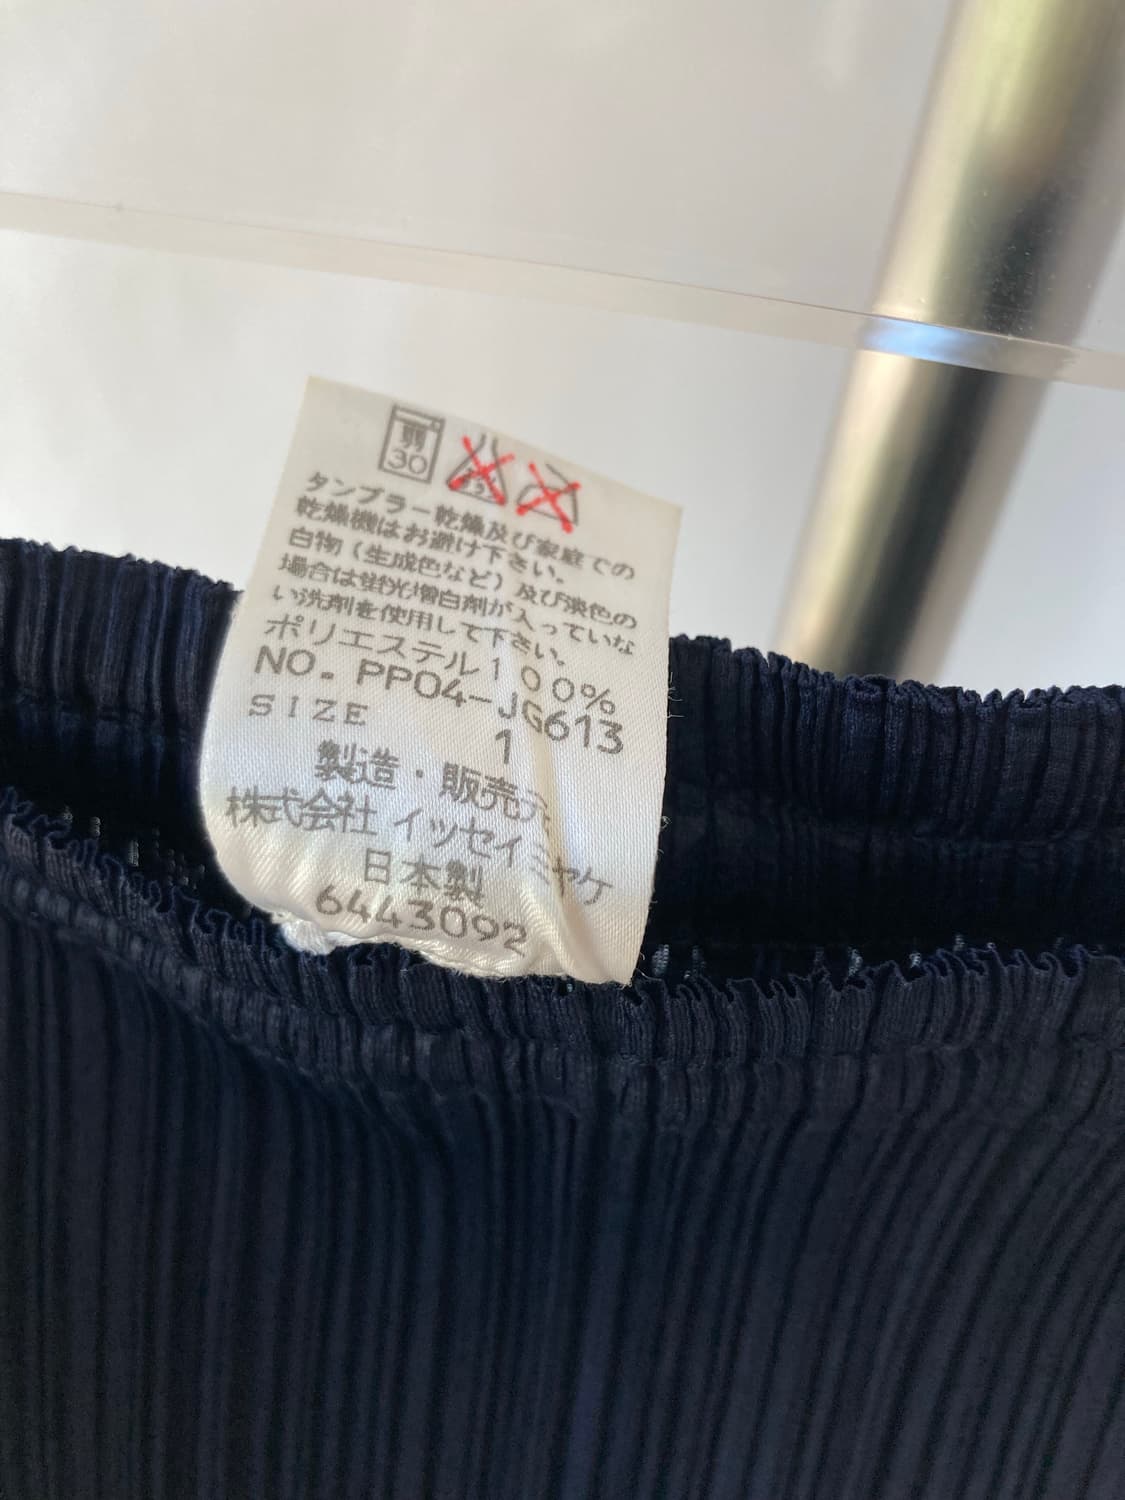 弱
30
タンブラー乾燥及び家庭での
乾燥機はお避け下さい。
白物(生成色など)及び淡色の
場合は蛍光増白剤が入っていな
い洗剤を使用して下さい。
ポリエステル100%
NO. PP04-JG613
SIZE 1
製造・販売元
株式会社 イッセイミヤケ
日本製
6443092